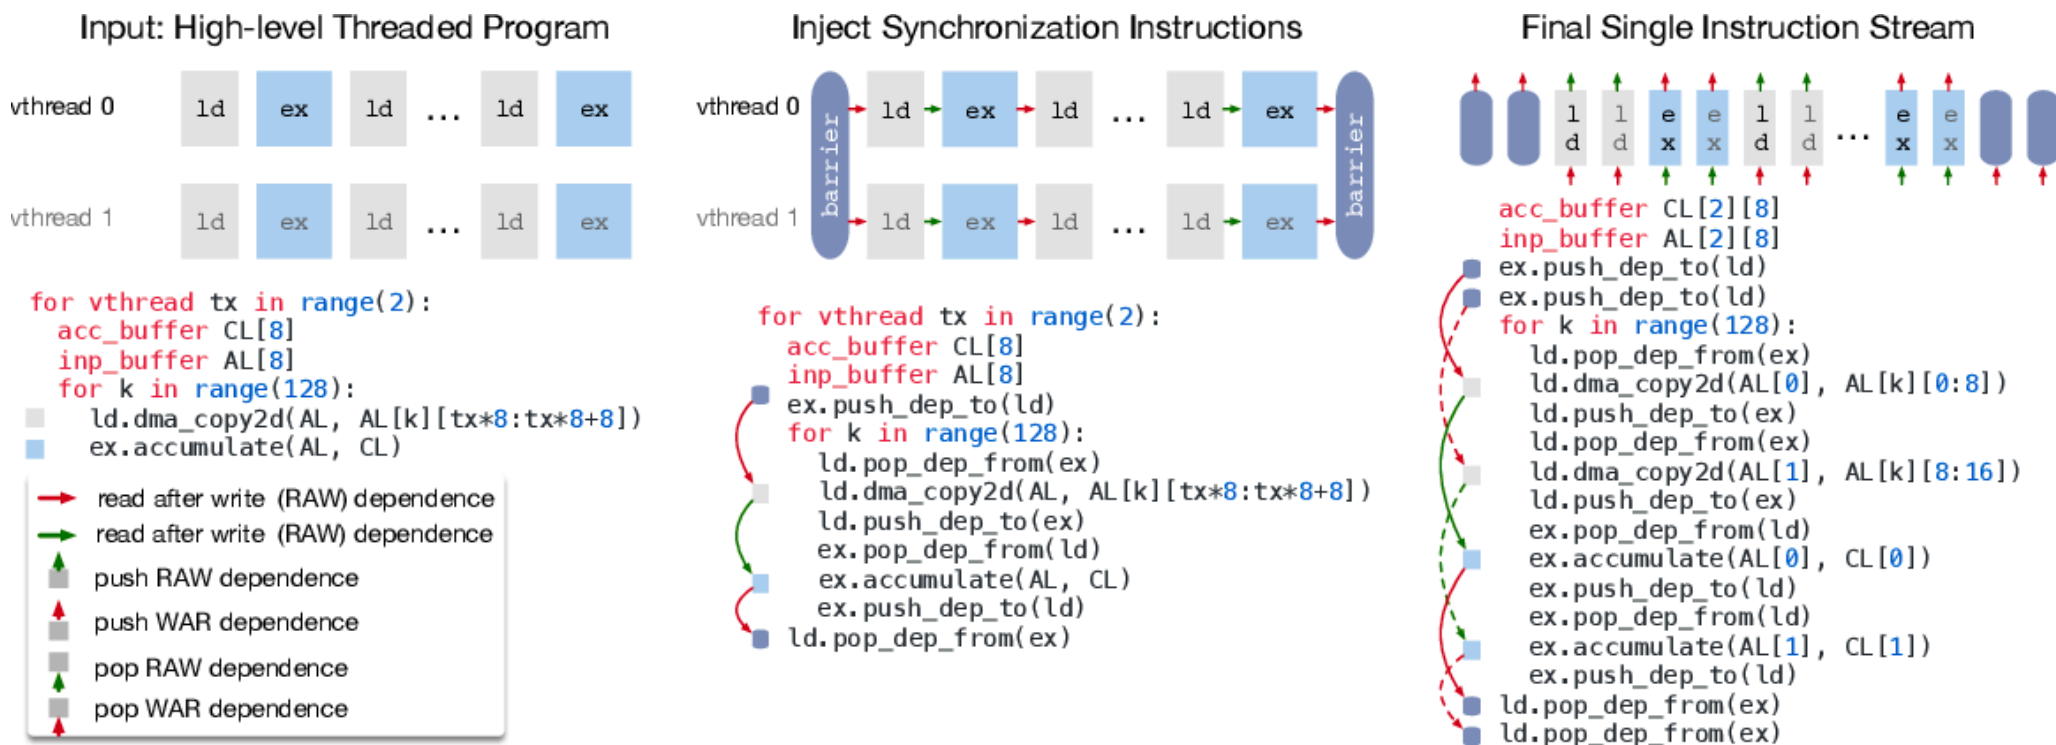 Input: High-level Threaded Program
vthread 0
ld ex ld ... ld ex
vthread 1
ld ex ld ... ld ex
for vthread tx in range(2):
acc_buffer CL[8]
inp_buffer AL[8]
for k in range(128):
ld.dma_copy2d(AL, AL[k][tx*8:tx*8+8])
ex.accumulate(AL, CL)
read after write (RAW) dependence
read after write (RAW) dependence
push RAW dependence
push WAR dependence
pop RAW dependence
pop WAR dependence
Inject Synchronization Instructions
vthread 0
barrier
ld ex ld ... ld ex
barrier
vthread 1
ld ex ld ... ld ex
for vthread tx in range(2):
acc_buffer CL[8]
inp_buffer AL[8]
ex.push_dep_to(ld)
for k in range(128):
ld.pop_dep_from(ex)
ld.dma_copy2d(AL, AL[k][tx*8:tx*8+8])
ld.push_dep_to(ex)
ex.pop_dep_from(ld)
ex.accumulate(AL, CL)
ex.push_dep_to(ld)
ld.pop_dep_from(ex)
Final Single Instruction Stream
ld ld ex ex ld ld ... ex ex
acc_buffer CL[2][8]
inp_buffer AL[2][8]
ex.push_dep_to(ld)
ex.push_dep_to(ld)
for k in range(128):
ld.pop_dep_from(ex)
ld.dma_copy2d(AL[0], AL[k][0:8])
ld.push_dep_to(ex)
ld.pop_dep_from(ex)
ld.dma_copy2d(AL[1], AL[k][8:16])
ld.push_dep_to(ex)
ex.pop_dep_from(ld)
ex.accumulate(AL[0], CL[0])
ex.push_dep_to(ld)
ex.pop_dep_from(ld)
ex.accumulate(AL[1], CL[1])
ex.push_dep_to(ld)
ld.pop_dep_from(ex)
ld.pop_dep_from(ex)